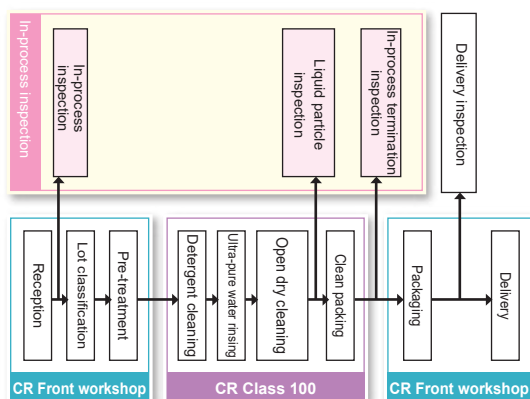 In-process inspection
In-process
inspection
Liquid particle
inspection
In-process termination
inspection
Delivery inspection
Reception
Lot classification
Pre-treatment
Detergent cleaning
Ultra-pure water rinsing
Open dry cleaning
Clean packing
Packaging
Delivery
CR Front workshop
CR Class 100
CR Front workshop